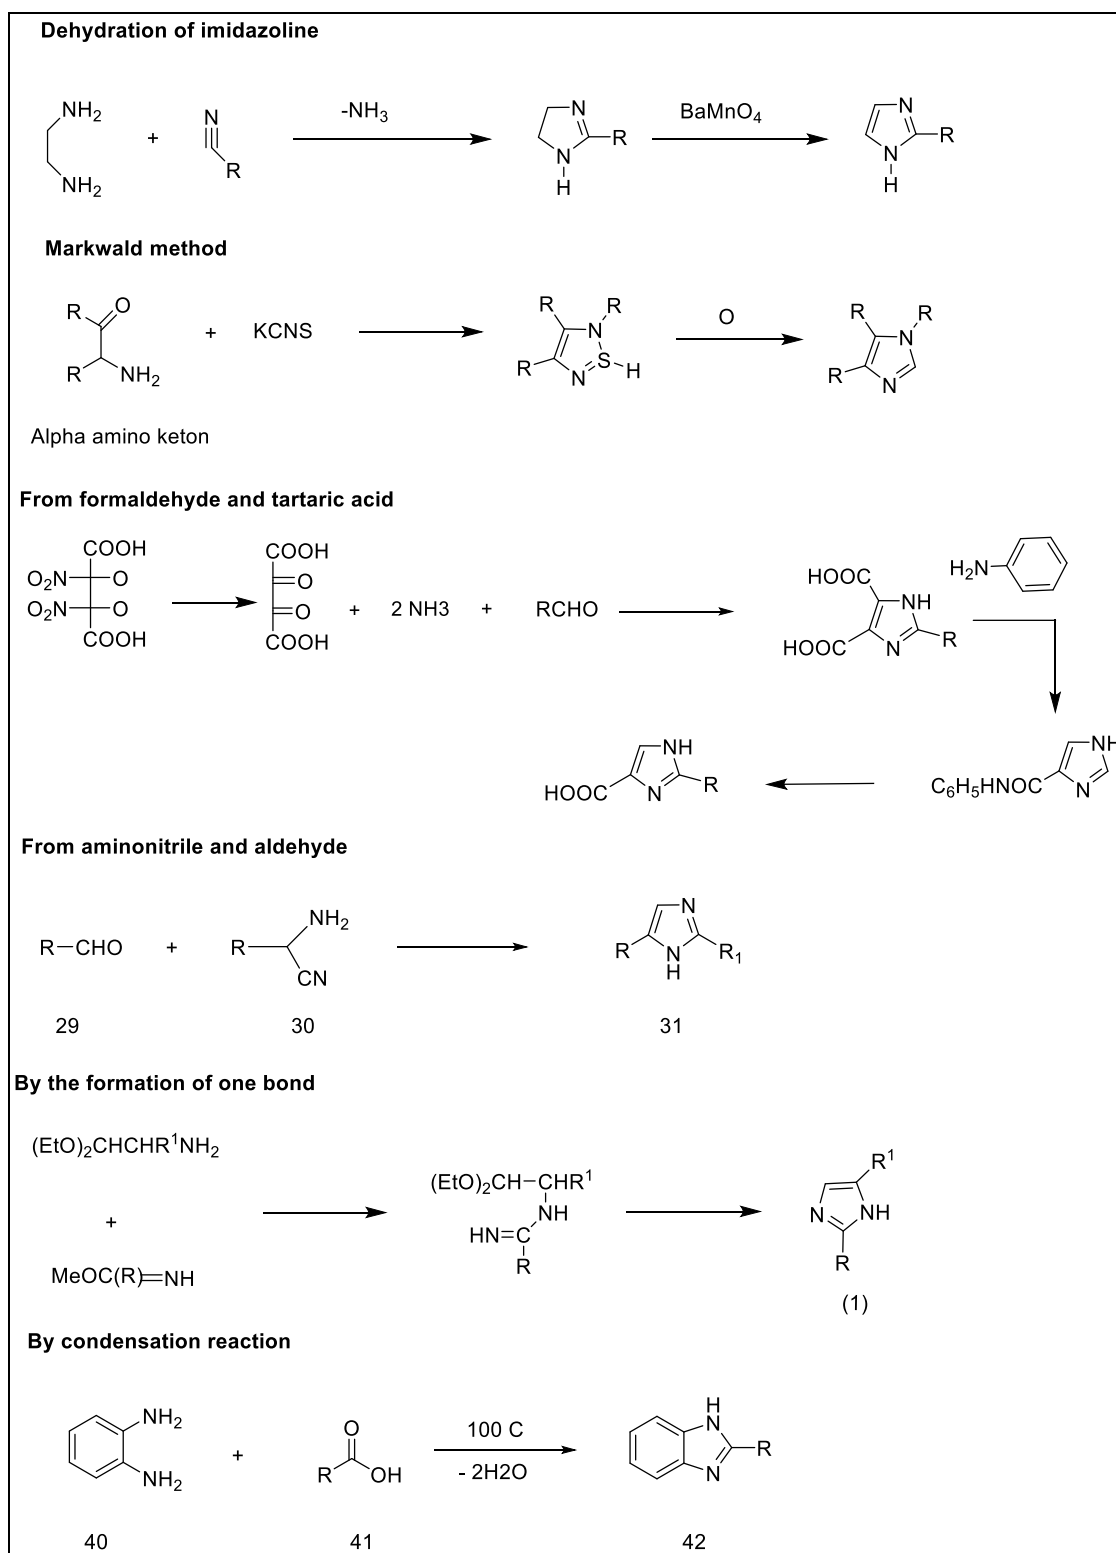 Dehydration of imidazoline
NH2
NH2
+
N
R
-NH3
N
R
N
H
BaMnO4
N
R
N
H
Markwald method
R
O
R
NH2
+
KCNS
R
R
N
R
S
H
N
O
R
R
N
R
N
Alpha amino keton
From formaldehyde and tartaric acid
COOH
O2N
O
O2N
O
COOH
COOH
O
O
COOH
+
2 NH3
+
RCHO
HOOC
NH
HOOC
N
R
H2N
NH
HOOC
N
R
C6H5HNOC
NH
N
From aminonitrile and aldehyde
R
CHO
+
NH2
R
CN
N
R
N
H
R1
29
30
31
By the formation of one bond
(EtO)2CHCHR1NH2
+
MeOC(R)=NH
(EtO)2CH
CHR1
NH
HN=C
R
R1
N
NH
R
(1)
By condensation reaction
NH2
NH2
+
O
R
OH
100 C
- 2H2O
H
N
R
N
40
41
42